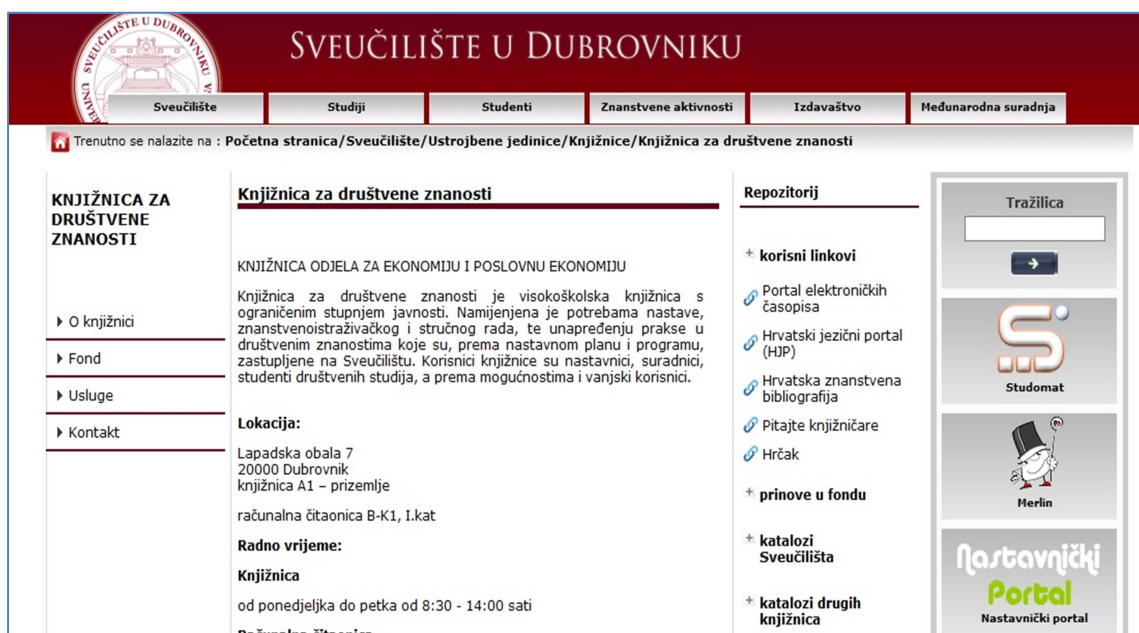 SVEUČILIŠTE U DUBROVNIKU
Sveučilište
Studiji
Studenti
Znanstvene aktivnosti
Izdavaštvo
Međunarodna suradnja
Trenutno se nalazite na : Početna stranica/Sveučilište/Ustrojbene jedinice/Knjižnice/Knjižnica za društvene znanosti
KNJIŽNICA ZA
DRUŠTVENE
ZNANOSTI
O knjižnici
Fond
Usluge
Kontakt
Knjižnica za društvene znanosti
KNJIŽNICA ODJELA ZA EKONOMIJU I POSLOVNU EKONOMIJU
Knjižnica za društvene znanosti je visokoškolska knjižnica s
ograničenim stupnjem javnosti. Namijenjena je potrebama nastave,
znanstvenoistraživačkog i stručnog rada, te unapređenju prakse u
društvenim znanostima koje su, prema nastavnom planu i programu,
zastupljene na Sveučilištu. Korisnici knjižnice su nastavnici, suradnici,
studenti društvenih studija, a prema mogućnostima i vanjski korisnici.
Lokacija:
Lapadska obala 7
20000 Dubrovnik
knjižnica A1 – prizemlje
računalna čitaonica B-K1, I.kat
Radno vrijeme:
Knjižnica
od ponedjeljka do petka od 8:30 - 14:00 sati
Računalna čitaonica
Repozitorij
korisni linkovi
Portal elektroničkih
časopisa
Hrvatski jezični portal
(HJP)
Hrvatska znanstvena
bibliografija
Pitajte knjižničare
Hrčak
prinove u fondu
katalozi
Sveučilišta
katalozi drugih
knjižnica
Tražilica
Studomat
Merlin
Nastavnički
Portal
Nastavnički portal